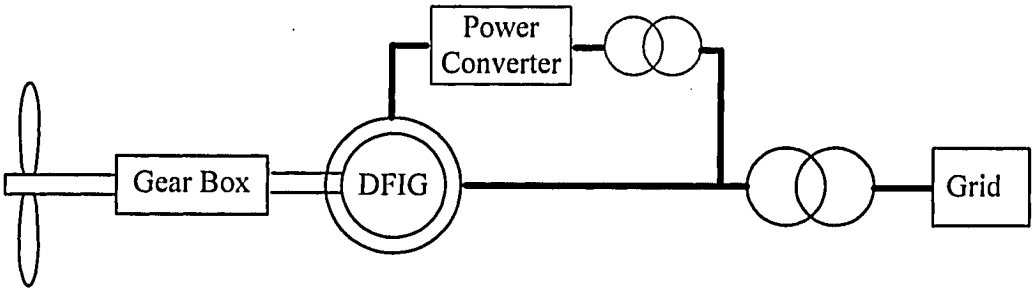 Power
Converter
Gear Box
DFIG
Grid